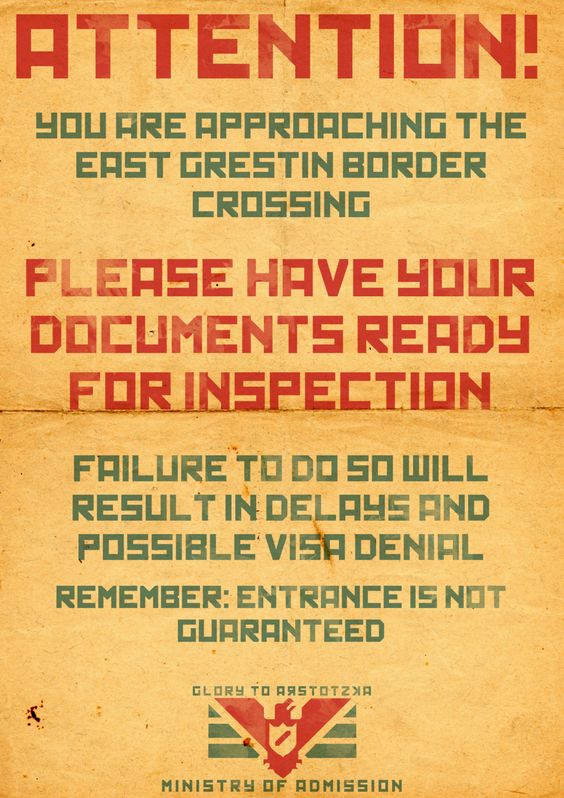 ATTENTION!
YOU ARE APPROACHING THE
EAST GRESTIN BORDER
CROSSING
PLEASE HAVE YOUR
DOCUMENTS READY
FOR INSPECTION
FAILURE TO DO SO WILL
RESULT IN DELAYS AND
POSSIBLE VISA DENIAL
REMEMBER: ENTRANCE IS NOT
GUARANTEED
GLORY TO ARSTOTZKA
MINISTRY OF ADMISSION